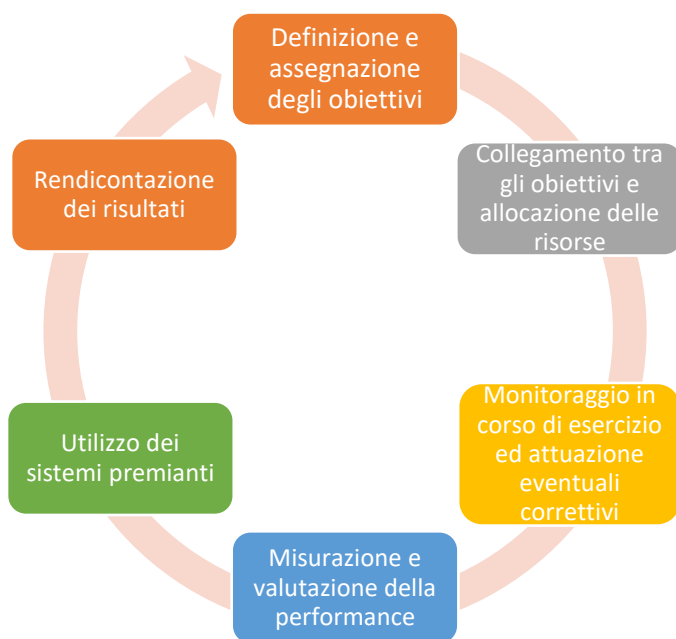 Definizione e
assegnazione
degli obiettivi
Collegamento tra
gli obiettivi e
allocazione delle
risorse
Monitoraggio in
corso di esercizio
ed attuazione
eventuali
correttivi
Misurazione e
valutazione della
performance
Utilizzo dei
sistemi premianti
Rendicontazione
dei risultati